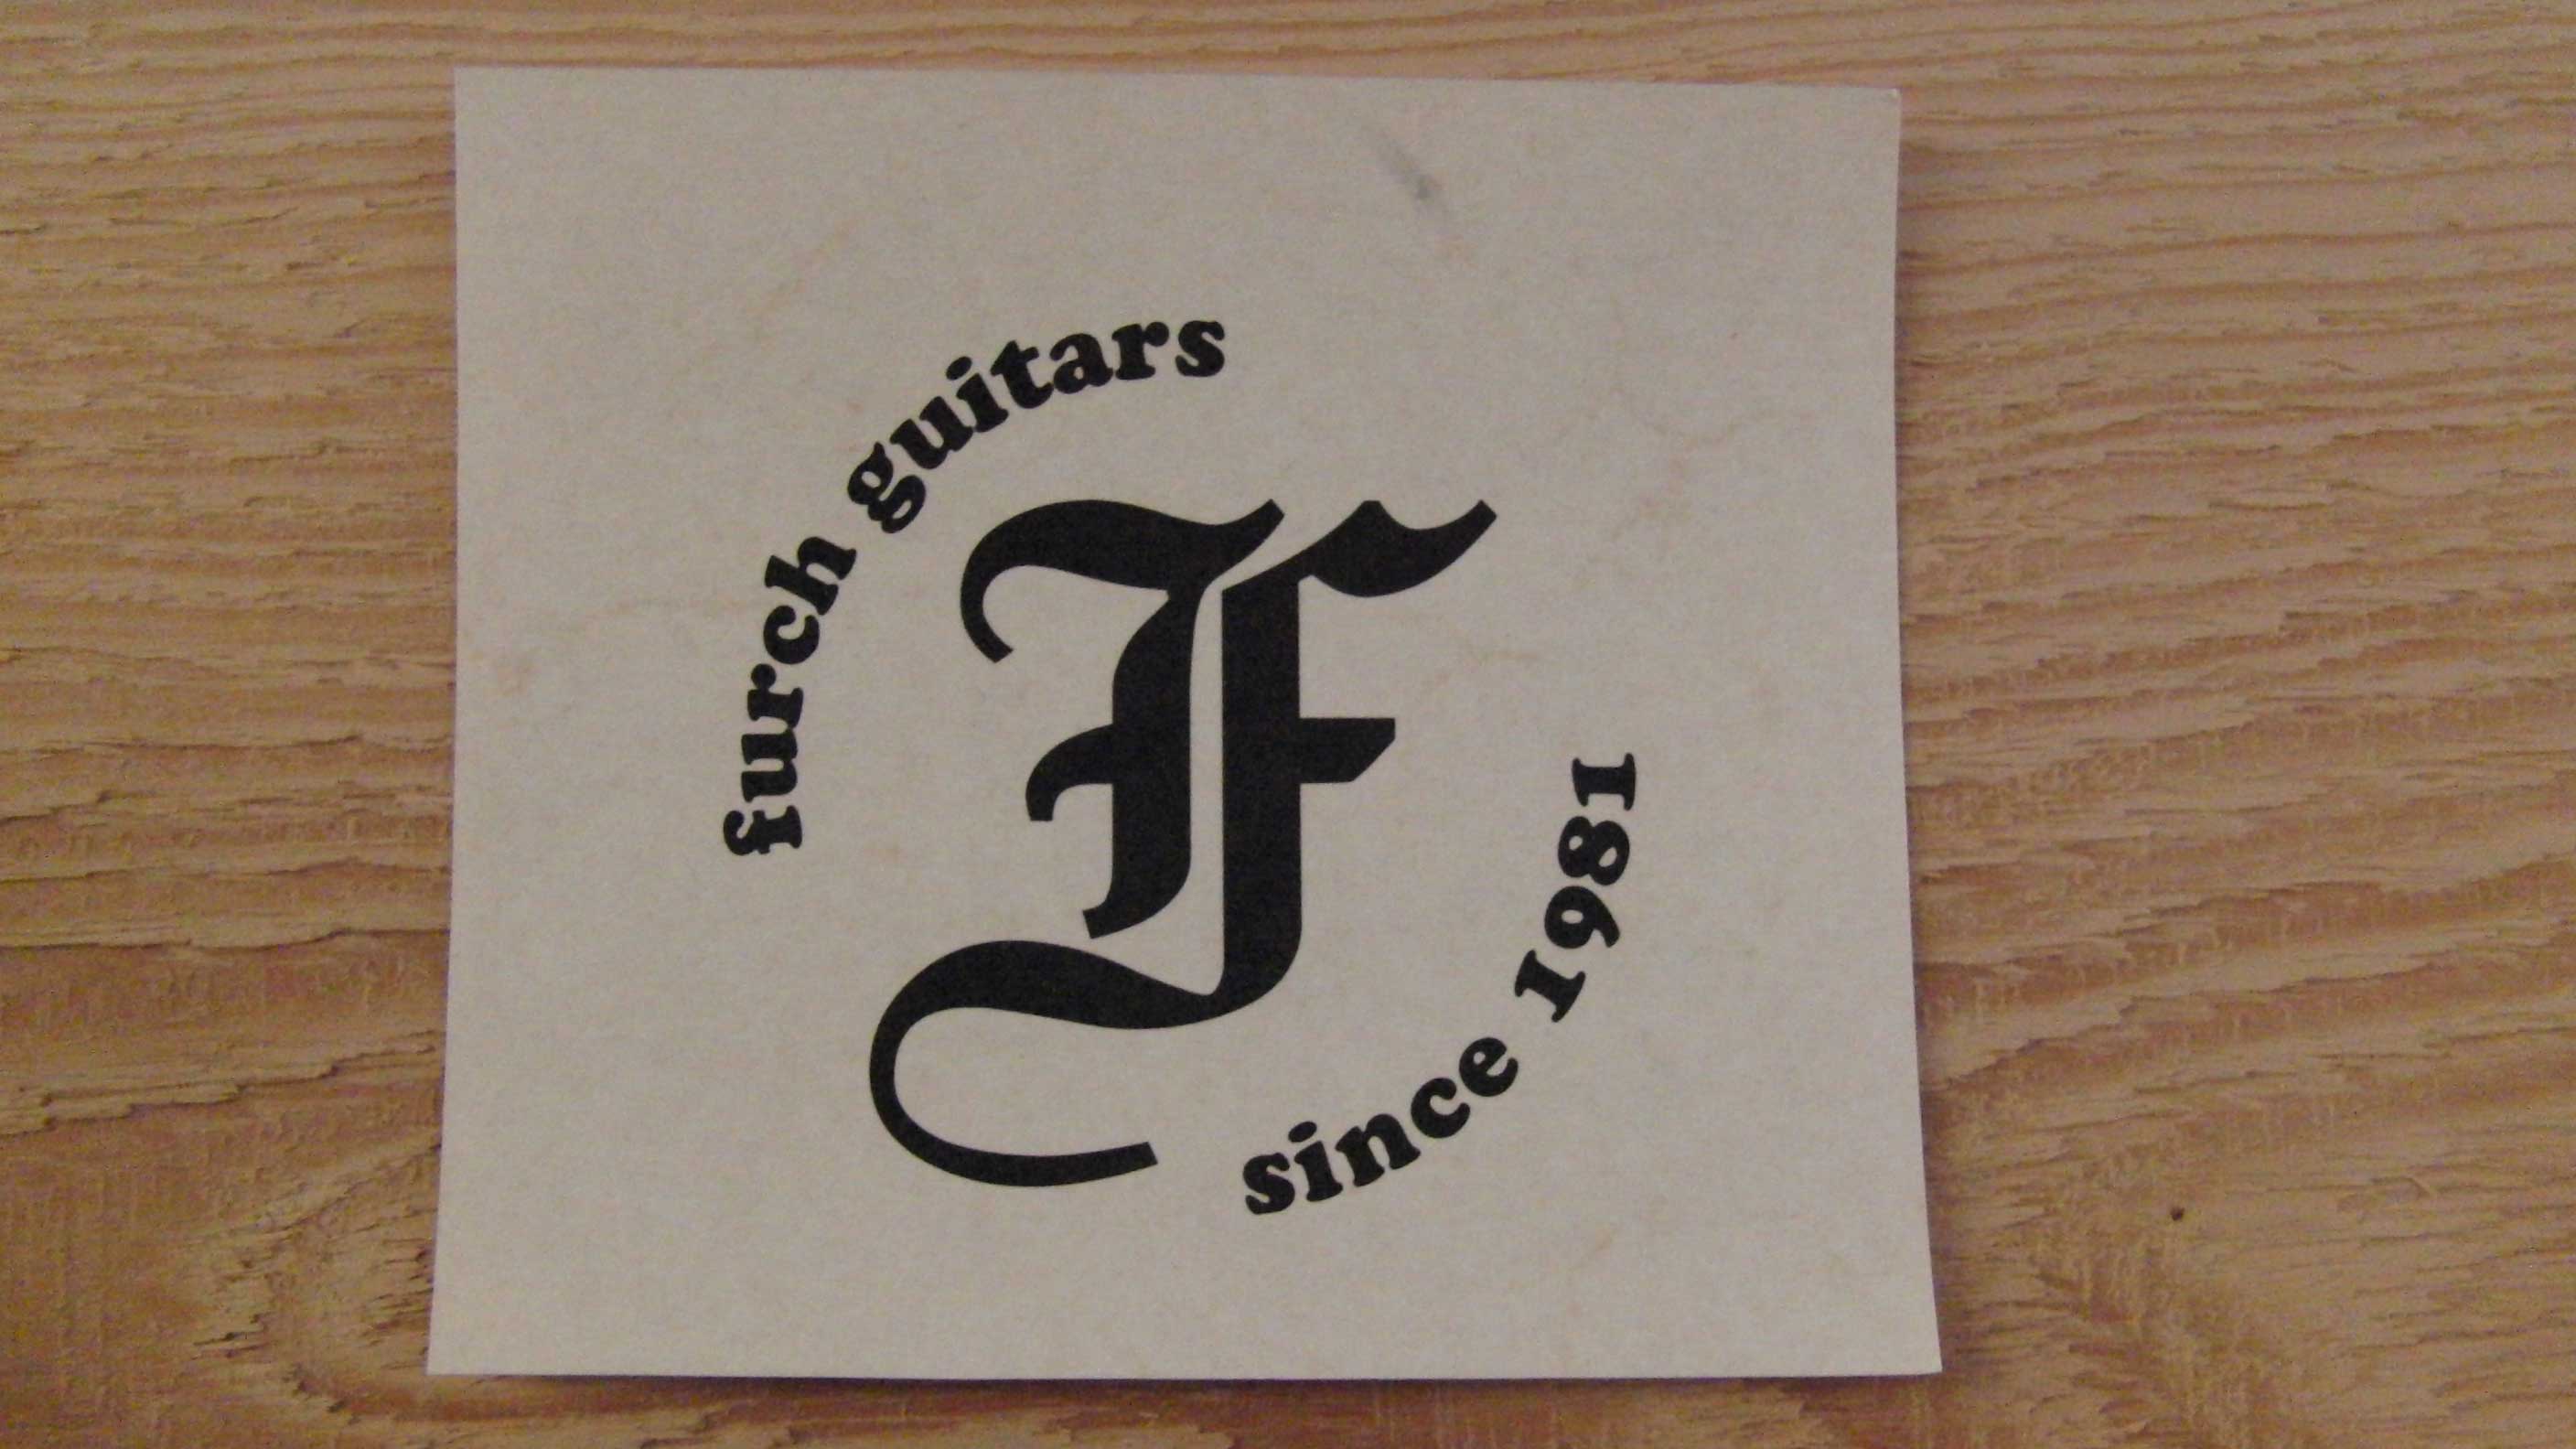 furch guitars
F
since 1981